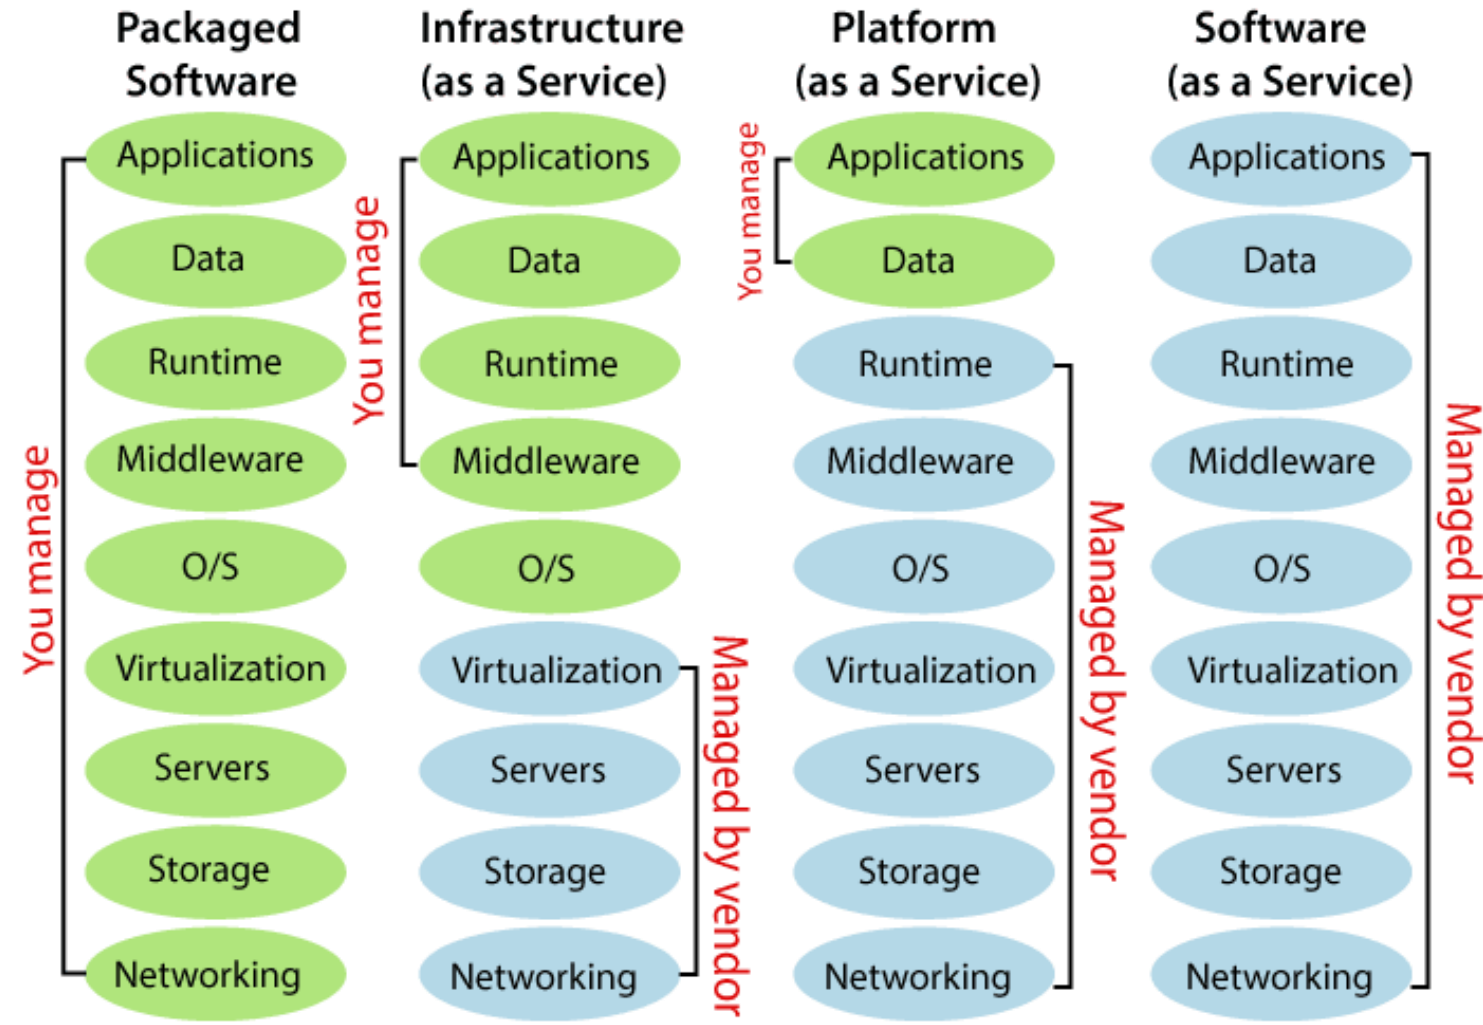 Packaged
Software
Infrastructure
(as a Service)
Platform
(as a Service)
Software
(as a Service)
You manage
Applications
Data
Runtime
Middleware
O/S
Virtualization
Servers
Storage
Networking
You manage
Applications
Data
Runtime
Middleware
O/S
Virtualization
Servers
Storage
Networking
Managed by vendor
You manage
Applications
Data
Runtime
Middleware
O/S
Virtualization
Servers
Storage
Networking
Managed by vendor
Applications
Data
Runtime
Middleware
O/S
Virtualization
Servers
Storage
Networking
Managed by vendor